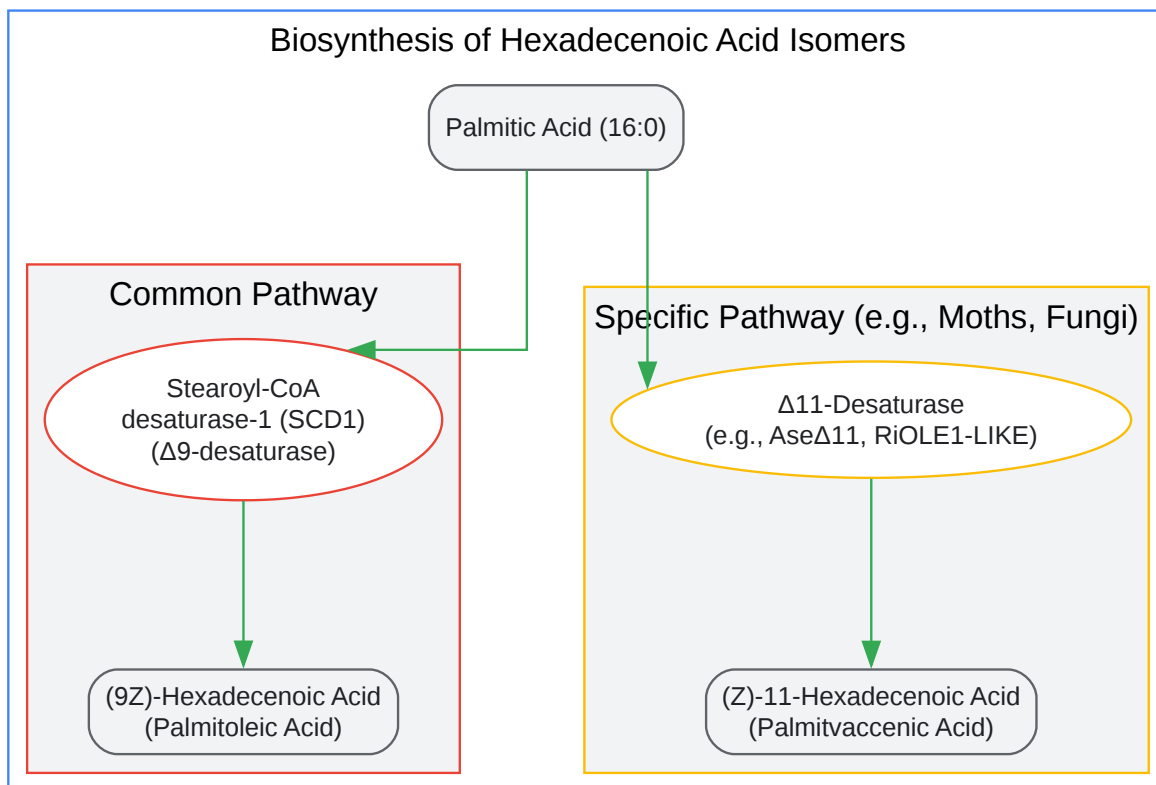 Biosynthesis of Hexadecenoic Acid Isomers
Palmitic Acid (16:0)
Common Pathway
Stearoyl-CoA
desaturase-1 (SCD1)
(Δ9-desaturase)
(9Z)-Hexadecenoic Acid
(Palmitoleic Acid)
Specific Pathway (e.g., Moths, Fungi)
Δ11-Desaturase
(e.g., AseΔ11, RiOLE1-LIKE)
(Z)-11-Hexadecenoic Acid
(Palmitvaccenic Acid)